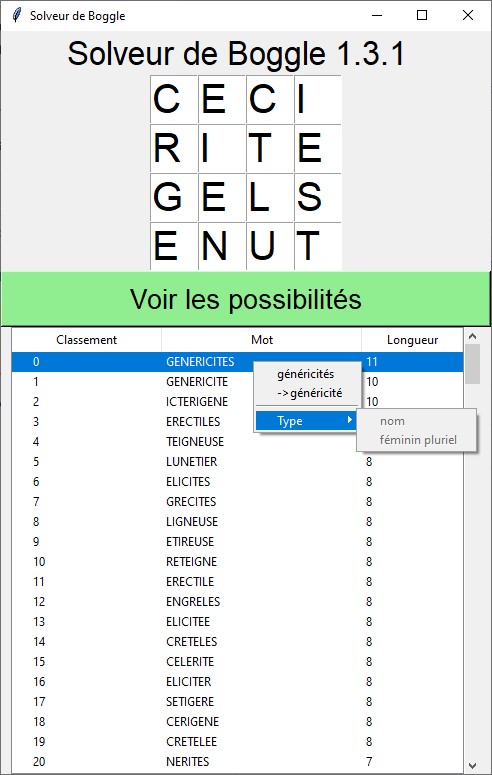 Solveur de Boggle
Solveur de Boggle 1.3.1
C E C I
R I T E
G E L S
E N U T
Voir les possibilités
Classement Mot Longueur
0 GENERICITES 11
1 GENERICITE 10
2 ICTERIGENE 10
3 ERECTILES
4 TEIGNEUSE
5 LUNETIER 8
6 ELICITES 8
7 GRECITES 8
8 LIGNEUSE 8
9 ETIREUSE 8
10 RETEIGNE 8
11 ERECTILE 8
12 ENGRELES 8
13 ELICITEE 8
14 CRETELES 8
15 CELERITE 8
16 ELICITER 8
17 SETIGERE 8
18 CERIGENE 8
19 CRETELEE 8
20 NERITES 7
généricités
->généricité
Type
nom
féminin pluriel